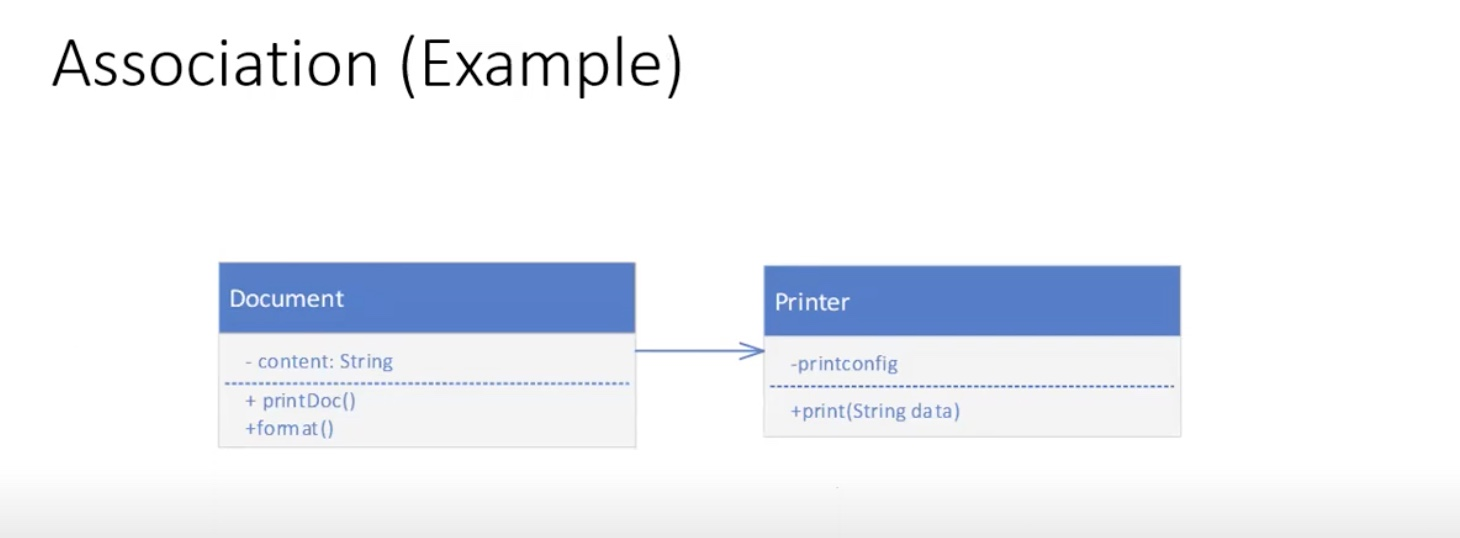 Association (Example)
Document
- content: String
+ printDoc()
+format()
Printer
-printconfig
+print(String data)